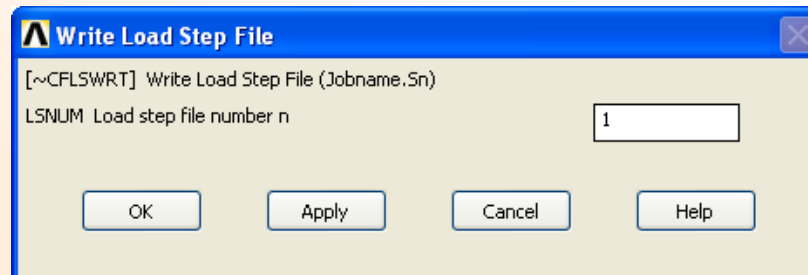 Write Load Step File
[~CFLSWRT] Write Load Step File (Jobname.Sn)
LSNUM Load step file number n 1
OK Apply Cancel Help